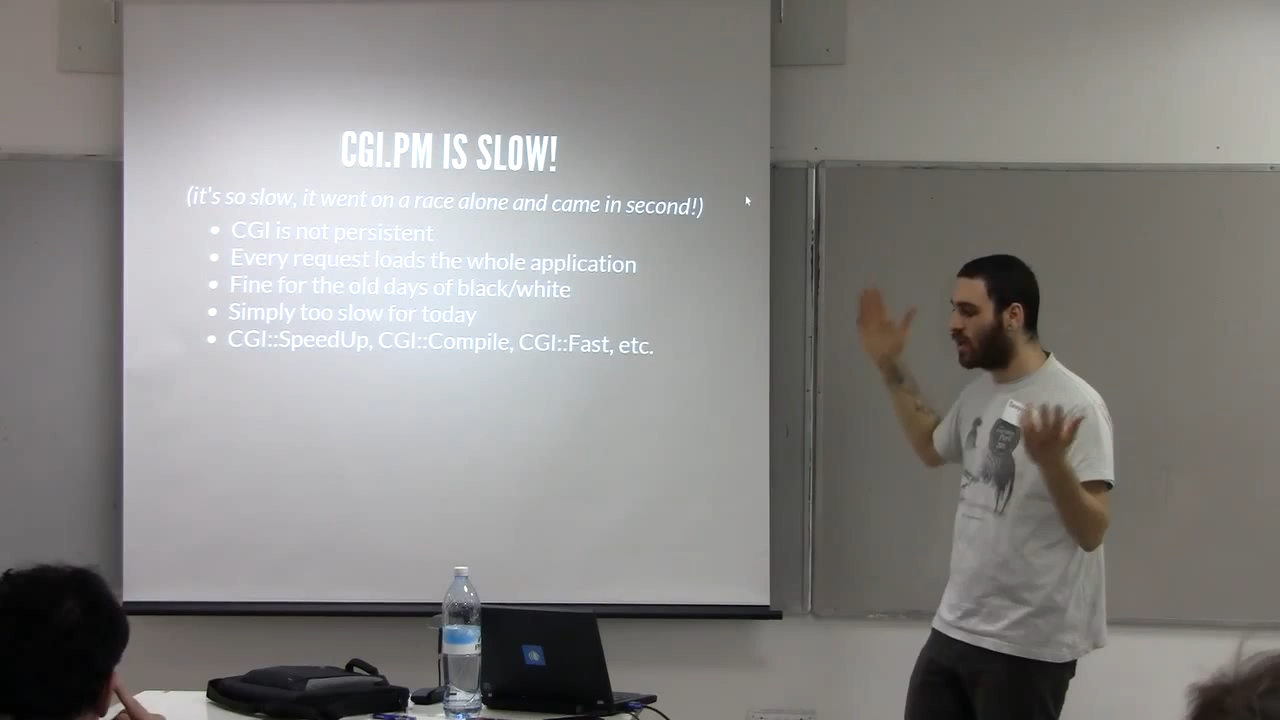 CGI.PM IS SLOW!
(it's so slow, it went on a race alone and came in second!)
• CGI is not persistent
• Every request loads the whole application
• Fine for the old days of black/white
• Simply too slow for today
• CGI::SpeedUp, CGI::Compile, CGI::Fast, etc.